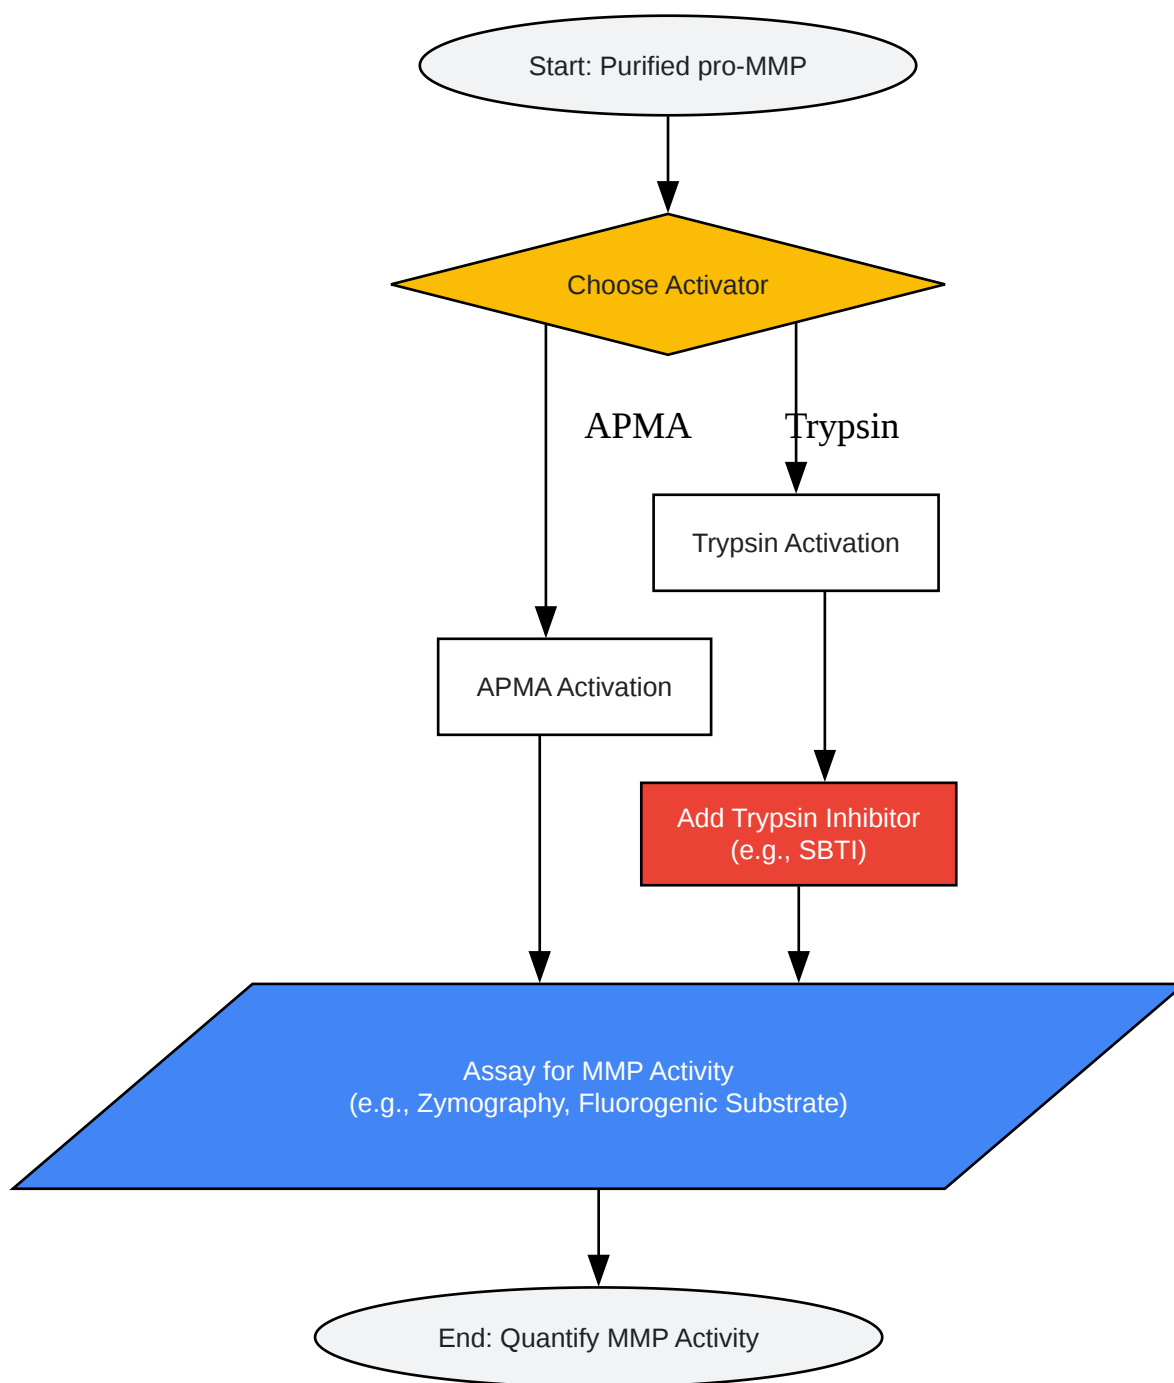 Start: Purified pro-MMP
Choose Activator
APMA
Trypsin
Trypsin Activation
APMA Activation
Add Trypsin Inhibitor
(e.g., SBTI)
Assay for MMP Activity
(e.g., Zymography, Fluorogenic Substrate)
End: Quantify MMP Activity